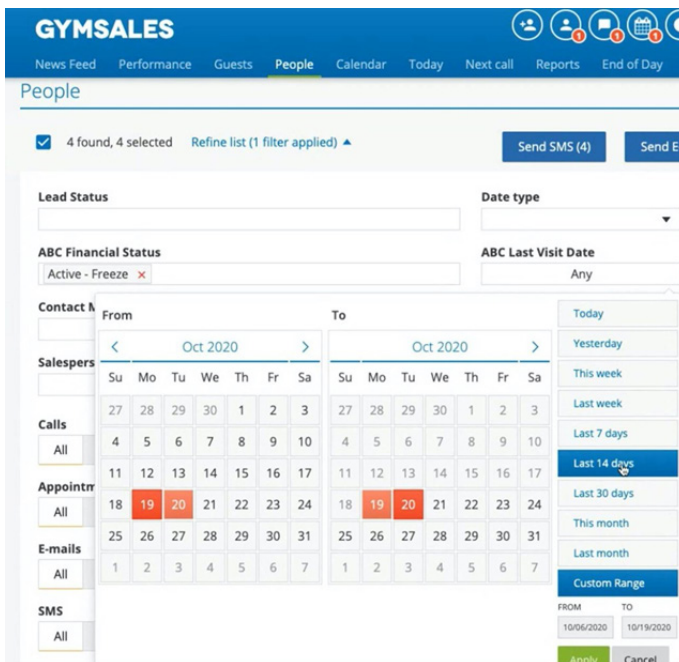 GYMSALES
1
1
1
News Feed Performance Guests People Calendar Today Next call Reports End of Day
People
4 found, 4 selected Refine list (1 filter applied) ▲ Send SMS (4) Send E
Lead Status Date type
ABC Financial Status ABC Last Visit Date
Active - Freeze × Any
Contact M
From To Today
< Oct 2020 > < Oct 2020 > Yesterday
Salespers
Su Mo Tu We Th Fr Sa Su Mo Tu We Th Fr Sa This week
27 28 29 30 1 2 3 27 28 29 30 1 2 3 Last week
Calls
4 5 6 7 8 9 10 4 5 6 7 8 9 10 Last 7 days
All
11 12 13 14 15 16 17 11 12 13 14 15 16 17 Last 14 days
Appointm
18 19 20 21 22 23 24 18 19 20 21 22 23 24 Last 30 days
All
25 26 27 28 29 30 31 25 26 27 28 29 30 31 This month
E-mails
1 2 3 4 5 6 7 1 2 3 4 5 6 7 Last month
All
Custom Range
SMS
FROM TO
10/06/2020 10/19/2020
All
Apply Cancel